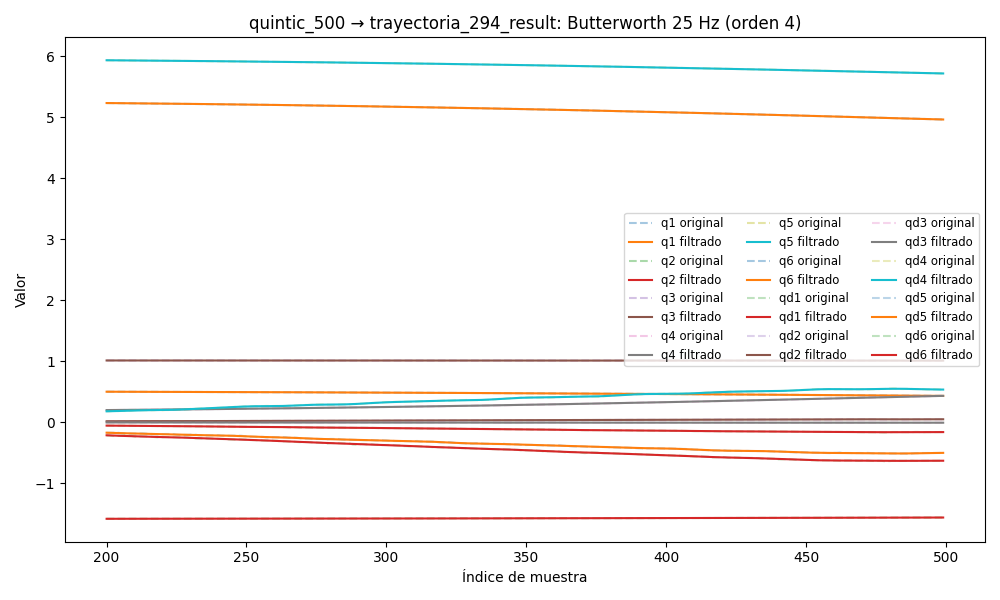 quintic_500 → trayectoria_294_result: Butterworth 25 Hz (orden 4)
Valor
6
5
4
3
2
1
0
−1
q1 original
q1 filtrado
q2 original
q2 filtrado
q3 original
q3 filtrado
q4 original
q4 filtrado
q5 original
q5 filtrado
q6 original
q6 filtrado
qd1 original
qd1 filtrado
qd2 original
qd2 filtrado
qd3 original
qd3 filtrado
qd4 original
qd4 filtrado
qd5 original
qd5 filtrado
qd6 original
qd6 filtrado
200 250 300 350 400 450 500
Índice de muestra